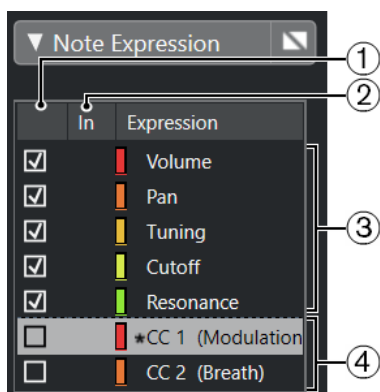 ▼ Note Expression
①
②
In Expression
Volume
Pan
Tuning
③
Cutoff
Resonance
*CC 1 (Modulation
④
CC 2 (Breath)